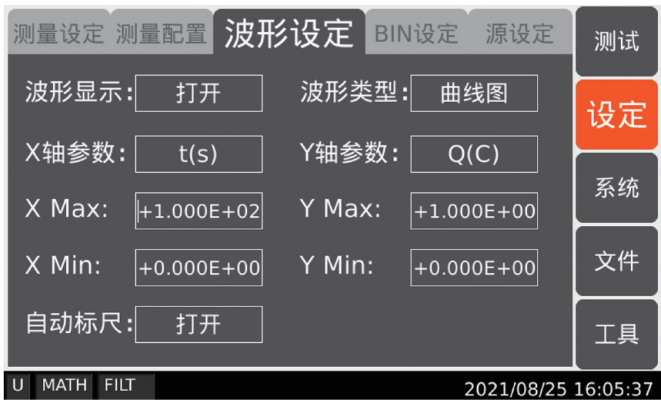 测量设定 测量配置 波形设定 BIN设定 源设定
测试
波形显示: 打开 波形类型: 曲线图
设定
X轴参数: t(s) Y轴参数: Q(C)
系统
X Max: +1.000E+02 Y Max: +1.000E+00
X Min: +0.000E+00 Y Min: +0.000E+00
文件
自动标尺: 打开
工具
U MATH FILT 2021/08/25 16:05:37